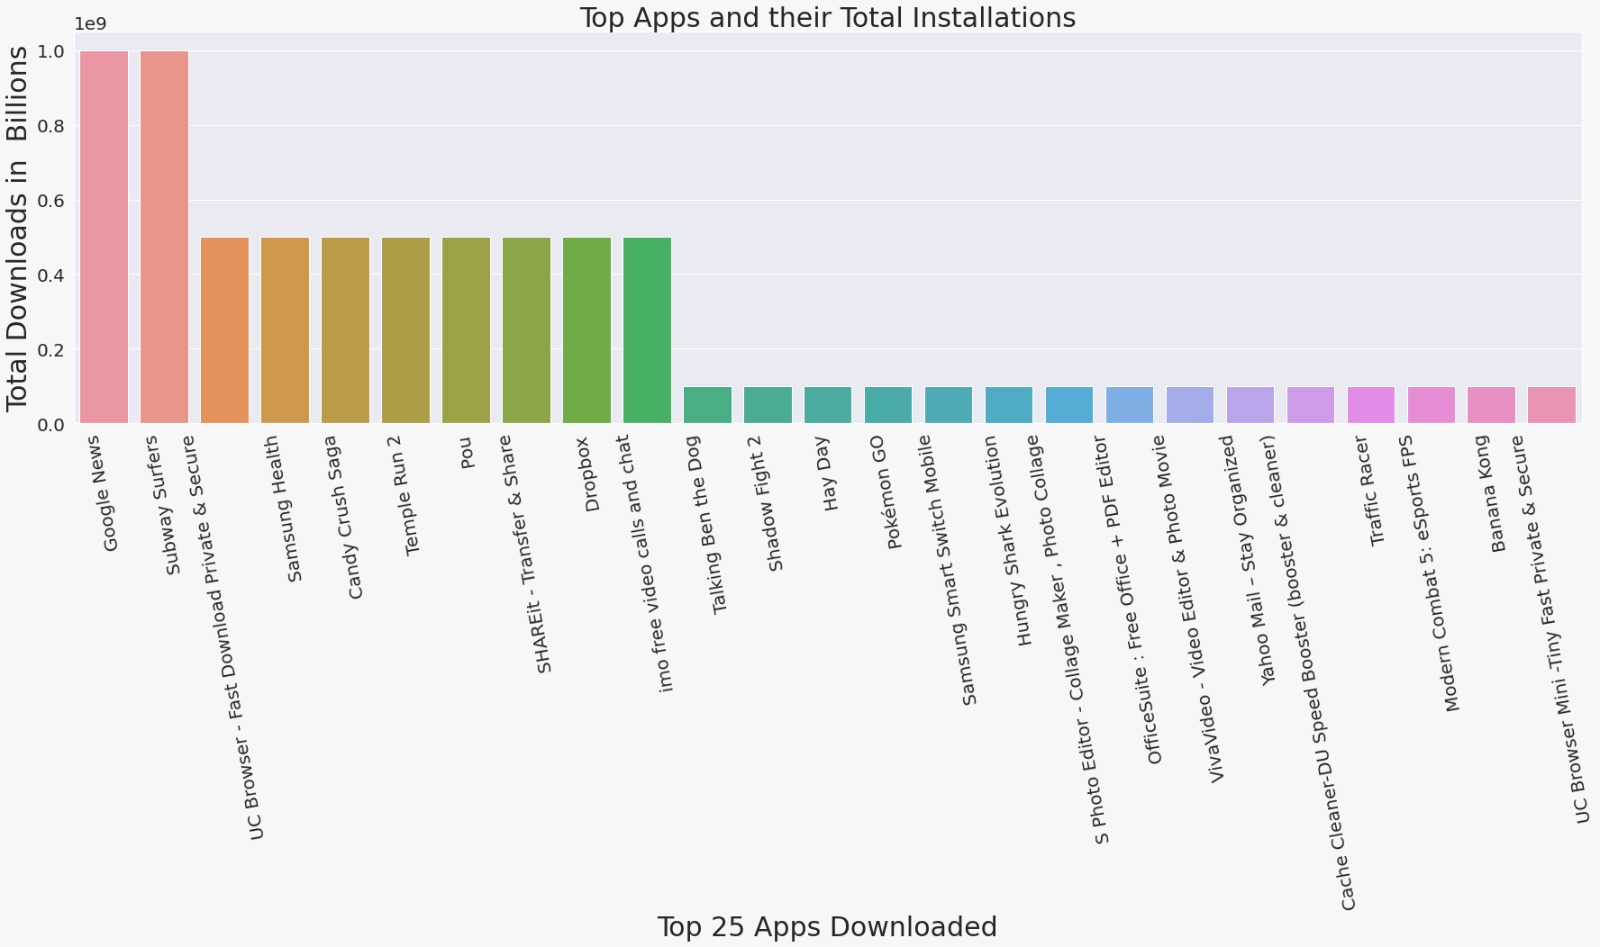 Top Apps and their Total Installations
1e9
Total Downloads in  Billions
1.0
0.8
0.6
0.4
0.2
0.0
Google News
Subway Surfers
UC Browser - Fast Download Private & Secure
Samsung Health
Candy Crush Saga
Temple Run 2
Pou
SHAREit - Transfer & Share
Dropbox
imo free video calls and chat
Talking Ben the Dog
Shadow Fight 2
Hay Day
Pokémon GO
Samsung Smart Switch Mobile
Hungry Shark Evolution
S Photo Editor - Collage Maker , Photo Collage
OfficeSuite : Free Office + PDF Editor
VivaVideo - Video Editor & Photo Movie
Yahoo Mail – Stay Organized
Cache Cleaner-DU Speed Booster (booster & cleaner)
Traffic Racer
Modern Combat 5: eSports FPS
Banana Kong
UC Browser Mini -Tiny Fast Private & Secure
Top 25 Apps Downloaded